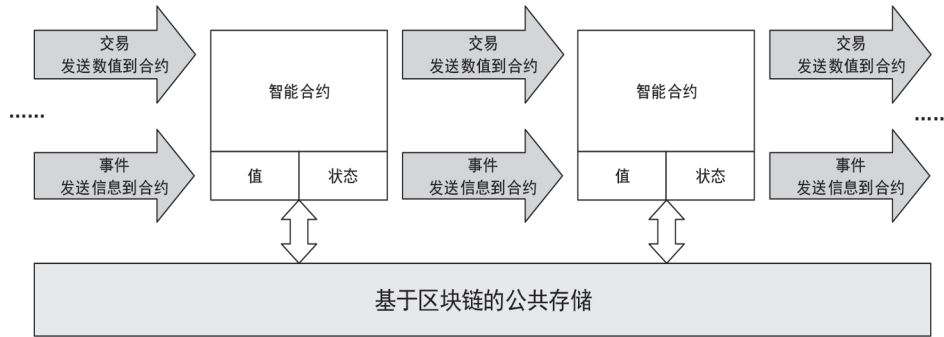 交易
发送数值到合约
智能合约
交易
发送数值到合约
智能合约
交易
发送数值到合约
……
……
事件
发送信息到合约
值
状态
事件
发送信息到合约
值
状态
事件
发送信息到合约
基于区块链的公共存储